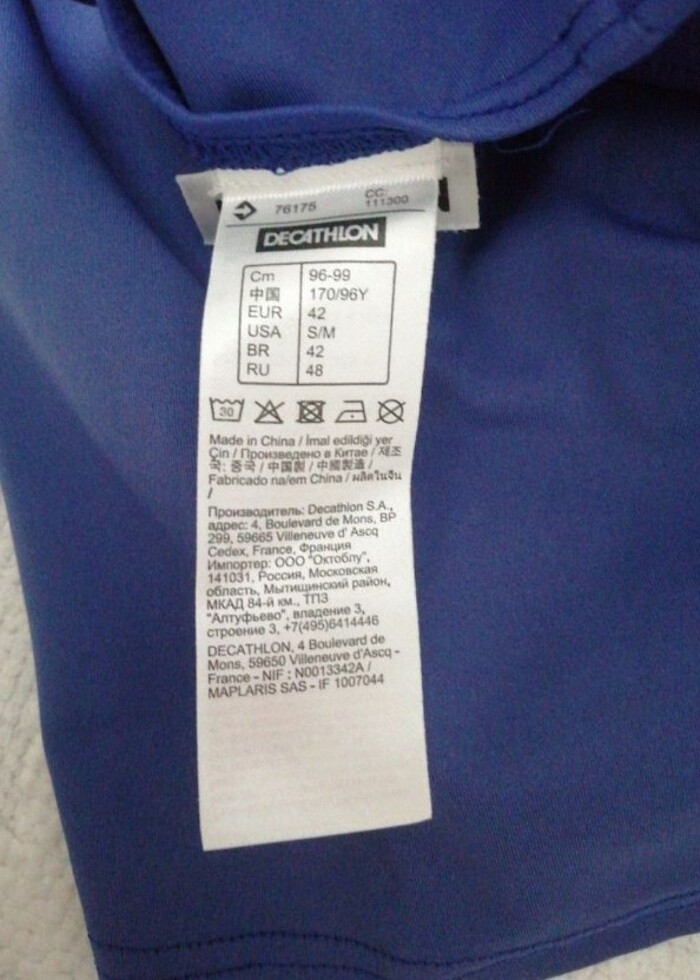 76175 CC: 111300
DECATHLON
Cm 96-99
中国 170/96Y
EUR 42
USA S/M
BR 42
RU 48
30
Made in China / İmal edildiği yer
Çin / Произведено в Китае / 제조
국: 중국 / 中国製 / 中國製造 /
Fabricado na/em China / ผลิตในจีน
/
Производитель: Decathlon S.A.,
адрес: 4, Boulevard de Mons, BP
299, 59665 Villeneuve d' Ascq
Cedex, France, Франция
Импортер: ООО "Октоблу",
141031, Россия, Московская
область, Мытищинский район,
МКАД 84-й км., ТПЗ
"Алтуфьево", владение 3,
строение 3, +7(495)6414446
DECATHLON, 4 Boulevard de
Mons, 59650 Villeneuve d'Ascq -
France - NIF : N0013342A /
MAPLARIS SAS - IF 1007044